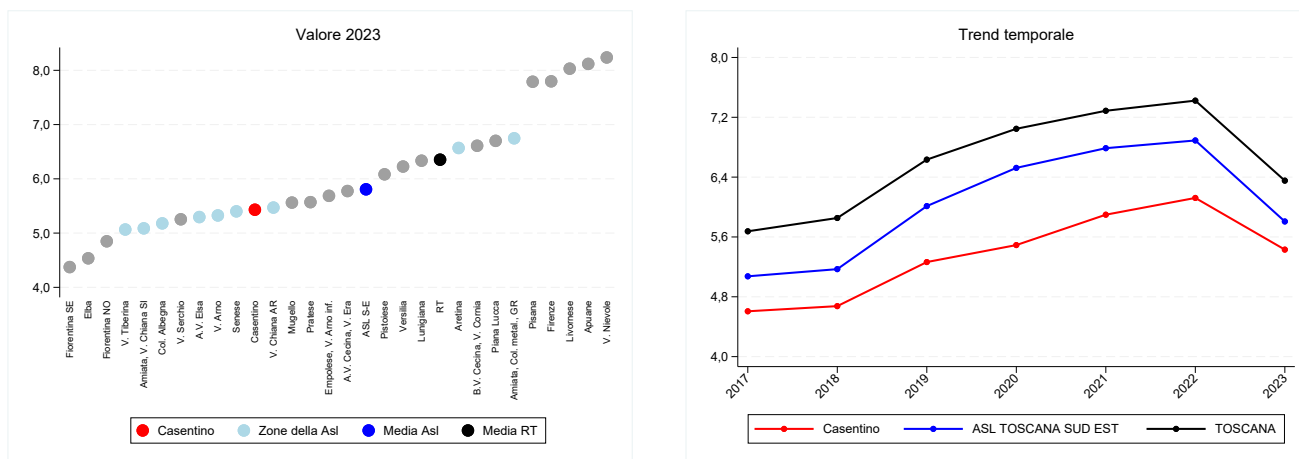 Valore 2023
8,0
7,0
6,0
5,0
4,0
Fiorentina SE
Elba
Fiorentina NO
V. Tiberina
Amiata, V. Chiana SI
Col. Albegna
V. Serchio
A.V. Elsa
V. Arno
Senese
Casentino
V. Chiana AR
Mugello
Pratese
Empolese, V. Arno inf.
A.V. Cecina, V. Era
ASL S-E
Pistoiese
Versilia
Lunigiana
RT
Aretina
B.V. Cecina, V. Cornia
Piana Lucca
Amiata, Col. metal., GR
Pisana
Firenze
Livornese
Apuane
V. Nievole
Casentino Zone della Asl Media Asl Media RT
Trend temporale
8,0
7,2
6,4
5,6
4,8
4,0
2017
2018
2019
2020
2021
2022
2023
Casentino ASL TOSCANA SUD EST TOSCANA